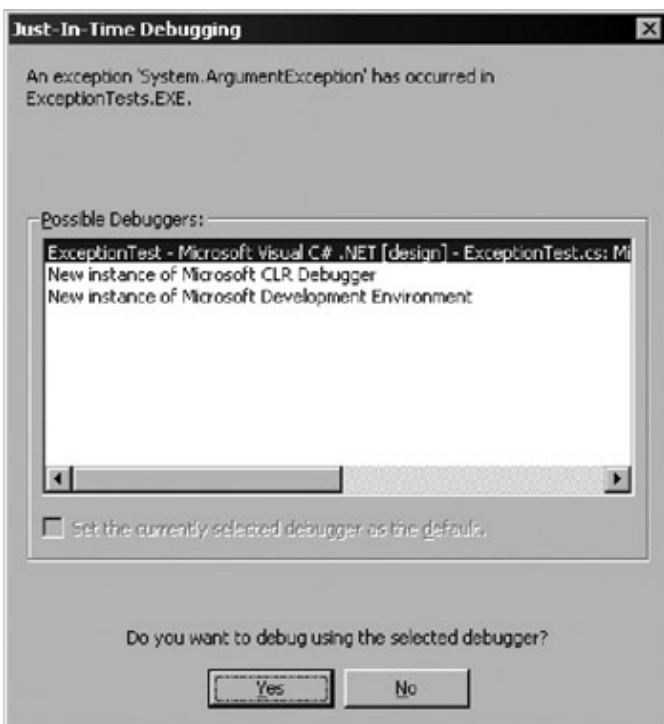 Just-In-Time Debugging
An exception 'System.ArgumentException' has occurred in
ExceptionTests.EXE.
Possible Debuggers:
ExceptionTest - Microsoft Visual C# .NET [design] - ExceptionTest.cs: Mi
New instance of Microsoft CLR Debugger
New instance of Microsoft Development Environment
Set the currently selected debugger as the default.
Do you want to debug using the selected debugger?
Yes
No